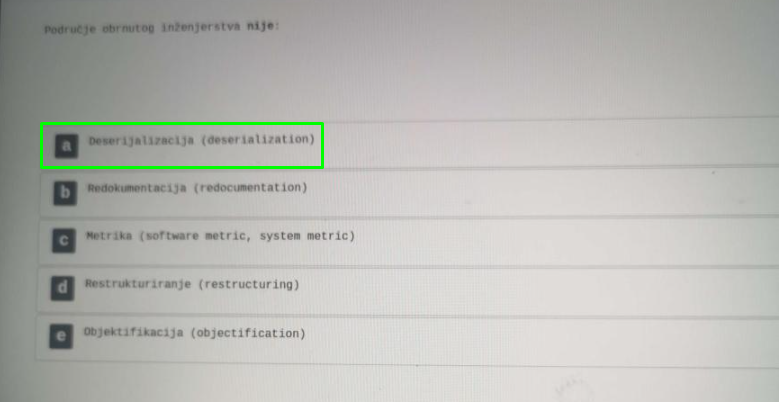 Područje obrnutog inženjerstva nije:
a Deserijalizacija (deserialization)
b Redokumentacija (redocumentation)
c Metrika (software metric, system metric)
d Restrukturiranje (restructuring)
e Objektifikacija (objectification)